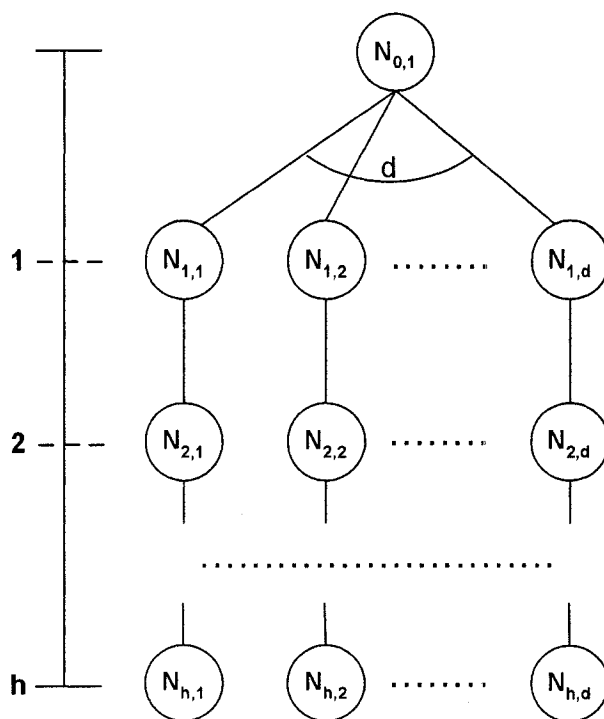 N0,1
d
1 N1,1 N1,2 ........ N1,d
2 N2,1 N2,2 ........ N2,d
h Nh,1 Nh,2 ........ Nh,d